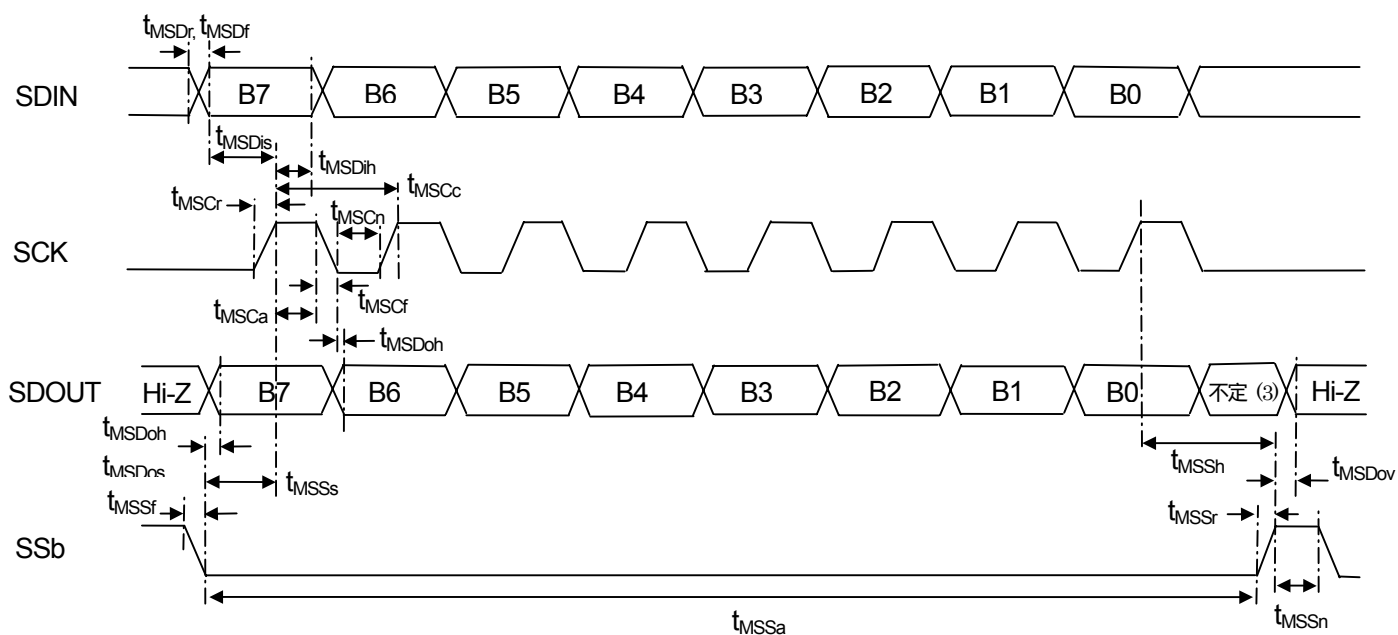 tMSDr, tMSDf
SDIN B7 B6 B5 B4 B3 B2 B1 B0
tMSDis
tMSDih
tMSCr tMSCc
tMSCn
SCK
tMSCa tMSCf
tMSDoh
SDOUT Hi-Z B7 B6 B5 B4 B3 B2 B1 B0 不定 (3) Hi-Z
tMSDoh
tMSDos tMSSs tMSSh tMSDov
tMSSf tMSSr
SSb
tMSSa tMSSn